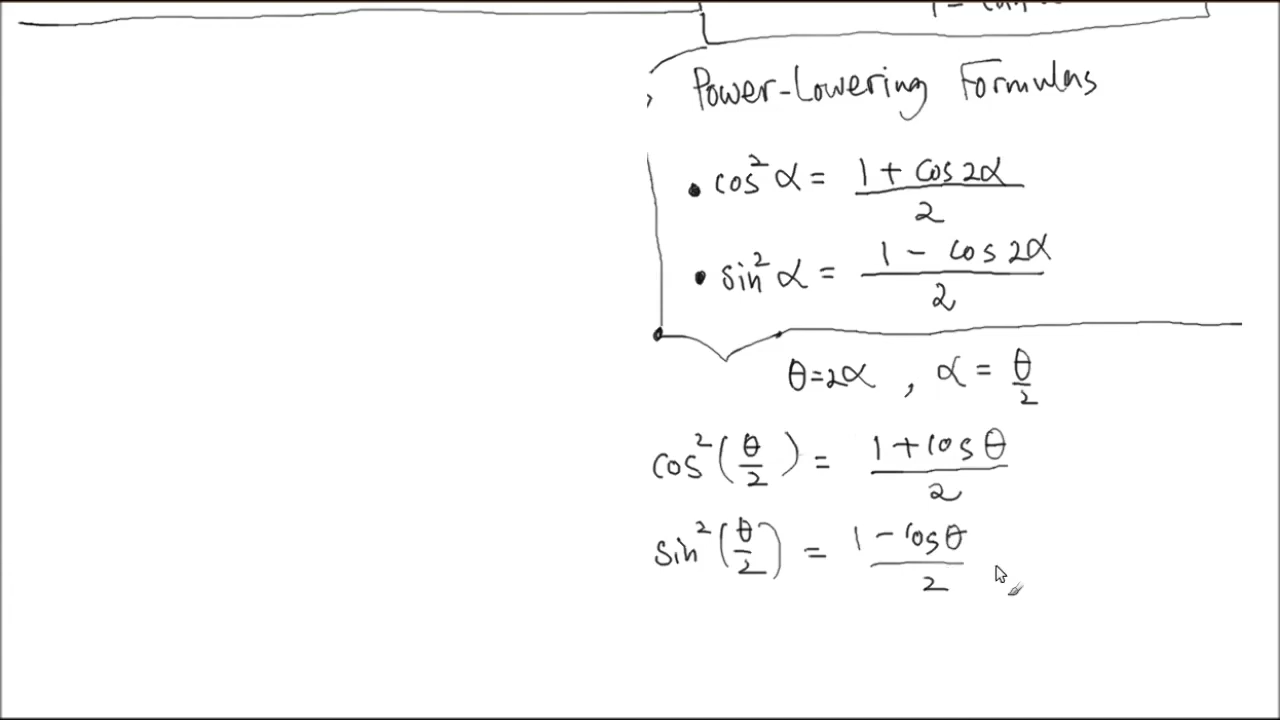 Power-Lowering Formulas
• cos²α = (1 + cos 2α)/2
• sin²α = (1 - cos 2α)/2
θ=2α , α = θ/2
cos²(θ/2) = (1 + cos θ)/2
sin²(θ/2) = (1 - cosθ)/2